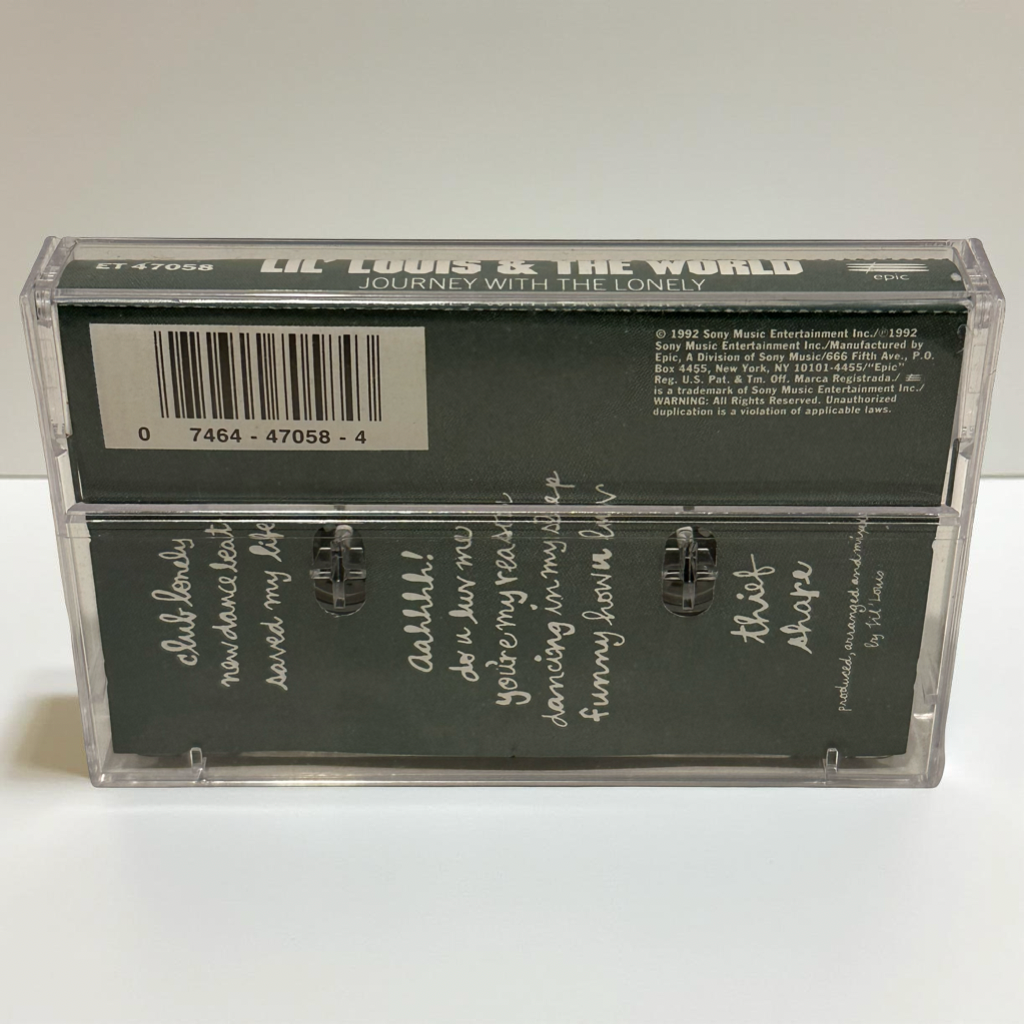 ET 47058
LIL' LOUIS & THE WORLD
JOURNEY WITH THE LONELY
epic
0 7464 - 47058 - 4
© 1992 Sony Music Entertainment Inc./℗1992
Sony Music Entertainment Inc./Manufactured by
Epic, A Division of Sony Music/666 Fifth Ave., P.O.
Box 4455, New York, NY 10101-4455/"Epic"
Reg. U.S. Pat. & Tm. Off. Marca Registrada./
is a trademark of Sony Music Entertainment Inc./
WARNING: All Rights Reserved. Unauthorized
duplication is a violation of applicable laws.
club lonely
new dance beat
saved my life
aahhhh!
do u luv me
you're my reason
dancing in my sleep
funny how u luv
thief
shape
produced, arranged and mixed
by lil' Louis